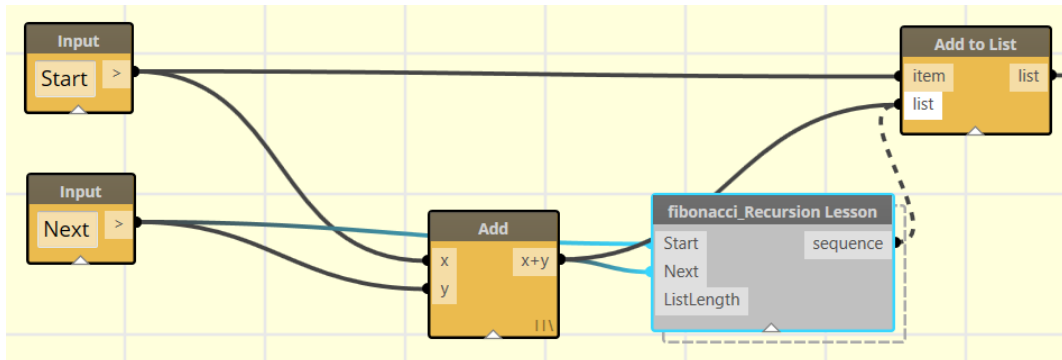 Input
Start >
Input
Next >
Add
x x+y
y
| | \
fibonacci_Recursion Lesson
Start sequence
Next
ListLength
Add to List
item list
list